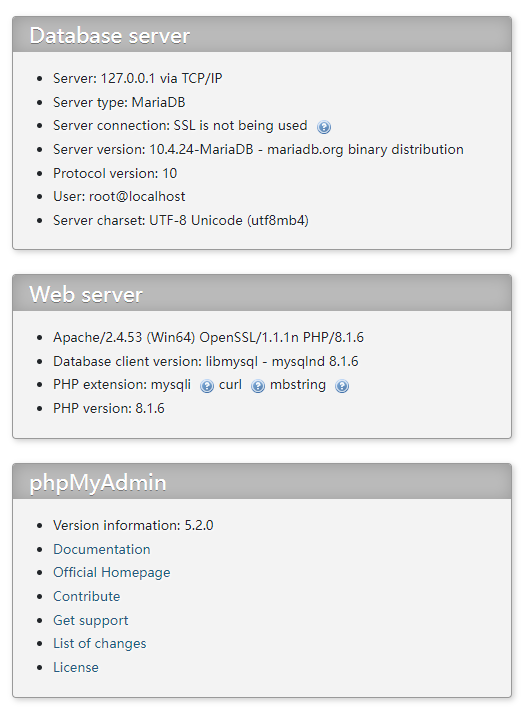 Database server
Server: 127.0.0.1 via TCP/IP
Server type: MariaDB
Server connection: SSL is not being used
Server version: 10.4.24-MariaDB - mariadb.org binary distribution
Protocol version: 10
User: root@localhost
Server charset: UTF-8 Unicode (utf8mb4)
Web server
Apache/2.4.53 (Win64) OpenSSL/1.1.1n PHP/8.1.6
Database client version: libmysql - mysqlnd 8.1.6
PHP extension: mysqli curl mbstring
PHP version: 8.1.6
phpMyAdmin
Version information: 5.2.0
Documentation
Official Homepage
Contribute
Get support
List of changes
License